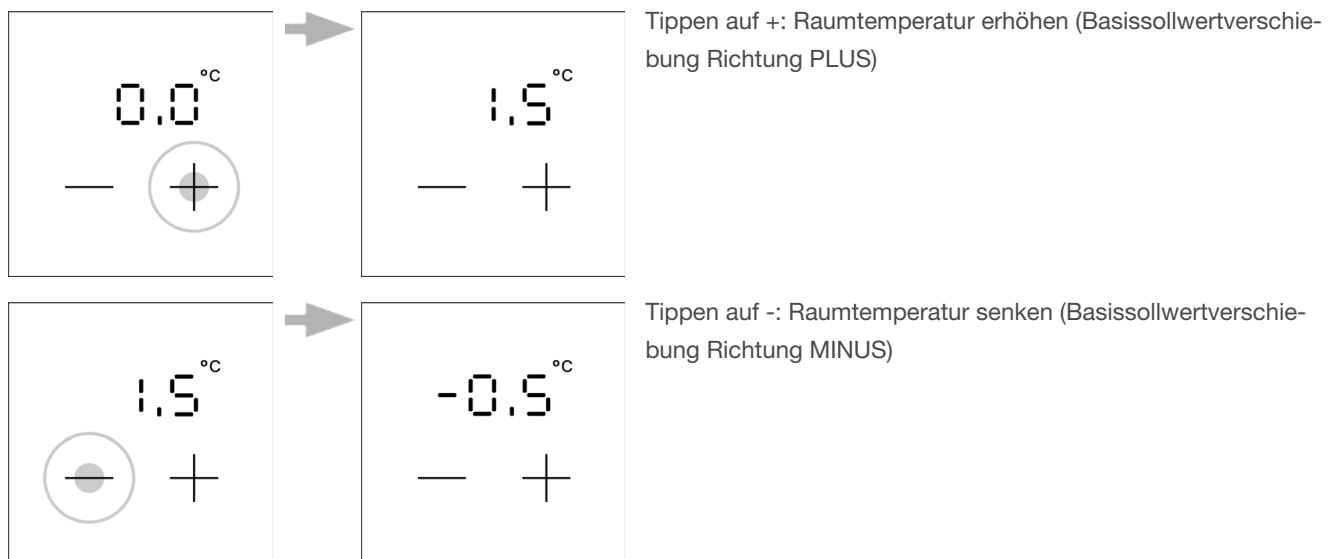 Tippen auf +: Raumtemperatur erhöhen (Basissollwertverschie-
bung Richtung PLUS)
0.0 °C
1,5 °C
— +
— +
Tippen auf -: Raumtemperatur senken (Basissollwertverschie-
bung Richtung MINUS)
1,5 °C
-0,5 °C
— +
— +